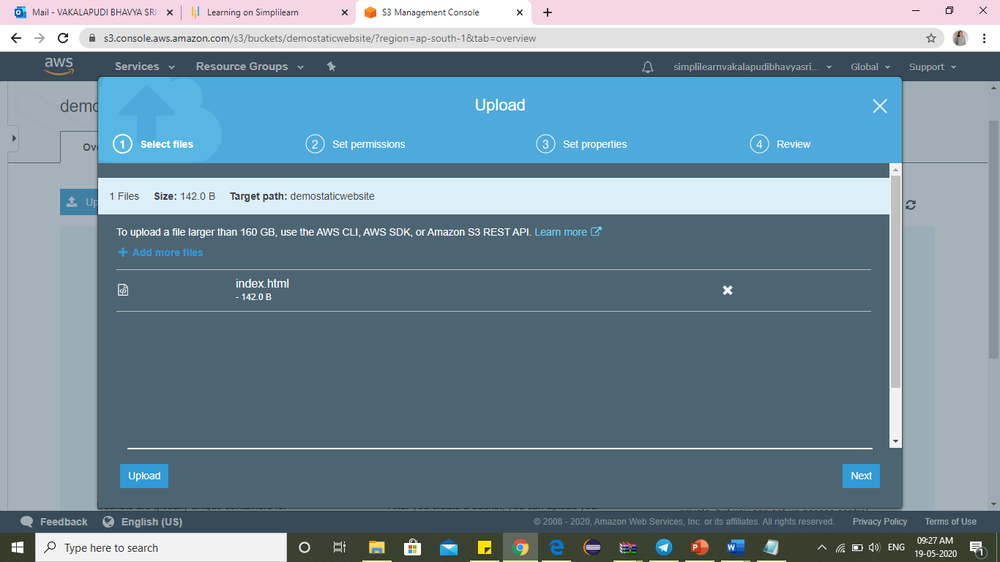 Mail - VAKALAPUDI BHAVYA SRI
Learning on Simplilearn
S3 Management Console
s3.console.aws.amazon.com/s3/buckets/demostaticwebsite/?region=ap-south-1&tab=overview
aws
Services
Resource Groups
simplilearnvakalapudibhavyasri...
Global
Support
demo
Upload
Ov
1 Select files
2 Set permissions
3 Set properties
4 Review
Up
1 Files Size: 142.0 B Target path: demostaticwebsite
To upload a file larger than 160 GB, use the AWS CLI, AWS SDK, or Amazon S3 REST API. Learn more
Add more files
index.html
- 142.0 B
Upload
Next
Feedback
English (US)
© 2008 - 2020, Amazon Web Services, Inc. or its affiliates. All rights reserved.
Privacy Policy
Terms of Use
Type here to search
ENG
09:27 AM
19-05-2020
1